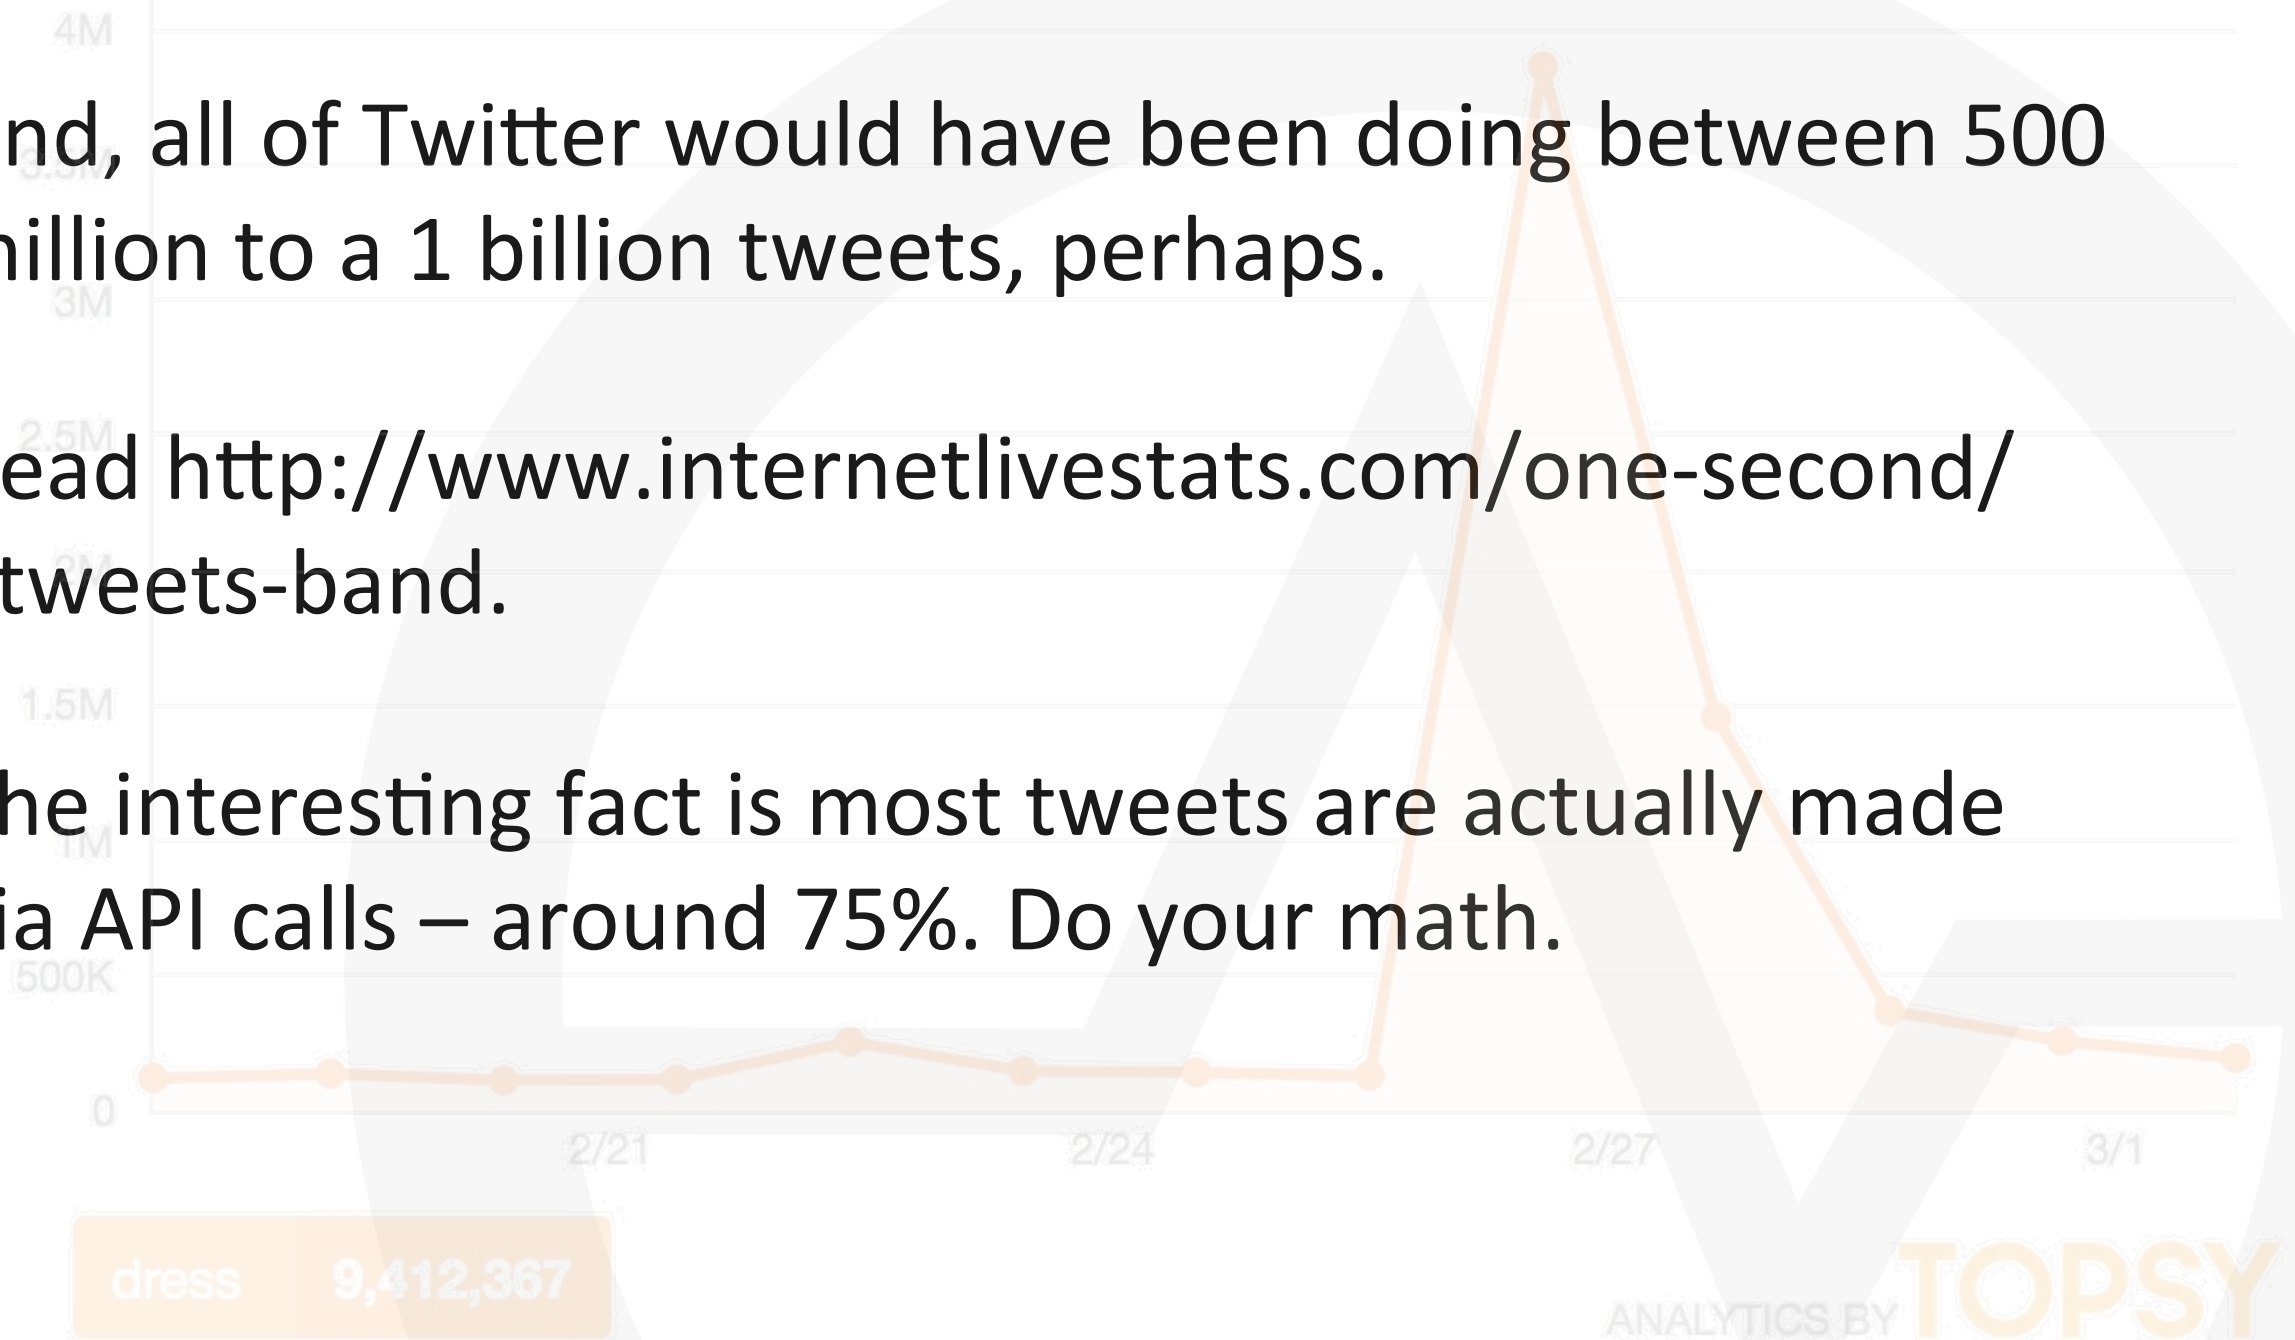 4M
nd, all of Twitter would have been doing between 500
3.5M
illion to a 1 billion tweets, perhaps.
3M
2.5M
ead http://www.internetlivestats.com/one-second/
2M
tweets-band.
1.5M
he interesting fact is most tweets are actually made
1M
ia API calls – around 75%. Do your math.
500K
0
2/21 2/24 2/27 3/1
dress 9,412,367
ANALYTICS BY TOPSY